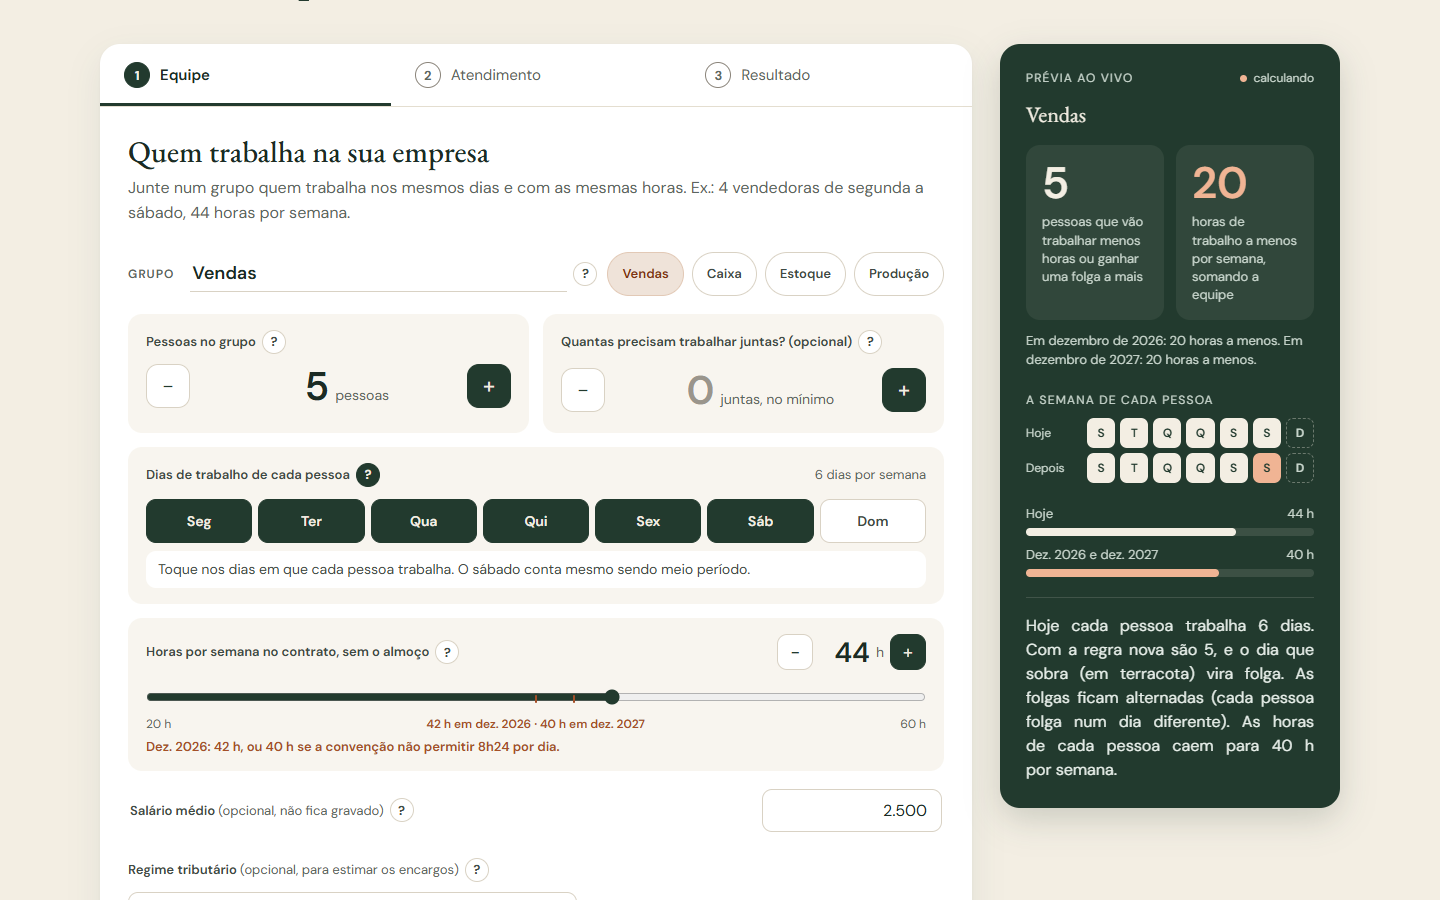 1 Equipe
2 Atendimento
3 Resultado
Quem trabalha na sua empresa
Junte num grupo quem trabalha nos mesmos dias e com as mesmas horas. Ex.: 4 vendedoras de segunda a
sábado, 44 horas por semana.
GRUPO Vendas ? Vendas Caixa Estoque Produção
Pessoas no grupo ?
− 5 pessoas +
Quantas precisam trabalhar juntas? (opcional) ?
− 0 juntas, no mínimo +
Dias de trabalho de cada pessoa ? 6 dias por semana
Seg Ter Qua Qui Sex Sáb Dom
Toque nos dias em que cada pessoa trabalha. O sábado conta mesmo sendo meio período.
Horas por semana no contrato, sem o almoço ? − 44 h +
20 h 42 h em dez. 2026 · 40 h em dez. 2027 60 h
Dez. 2026: 42 h, ou 40 h se a convenção não permitir 8h24 por dia.
Salário médio (opcional, não fica gravado) ? 2.500
Regime tributário (opcional, para estimar os encargos) ?
PRÉVIA AO VIVO calculando
Vendas
5
pessoas que vão
trabalhar menos
horas ou ganhar
uma folga a mais
20
horas de
trabalho a menos
por semana,
somando a
equipe
Em dezembro de 2026: 20 horas a menos. Em
dezembro de 2027: 20 horas a menos.
A SEMANA DE CADA PESSOA
Hoje S T Q Q S S D
Depois S T Q Q S S D
Hoje 44 h
Dez. 2026 e dez. 2027 40 h
Hoje cada pessoa trabalha 6 dias.
Com a regra nova são 5, e o dia que
sobra (em terracota) vira folga. As
folgas ficam alternadas (cada pessoa
folga num dia diferente). As horas
de cada pessoa caem para 40 h
por semana.